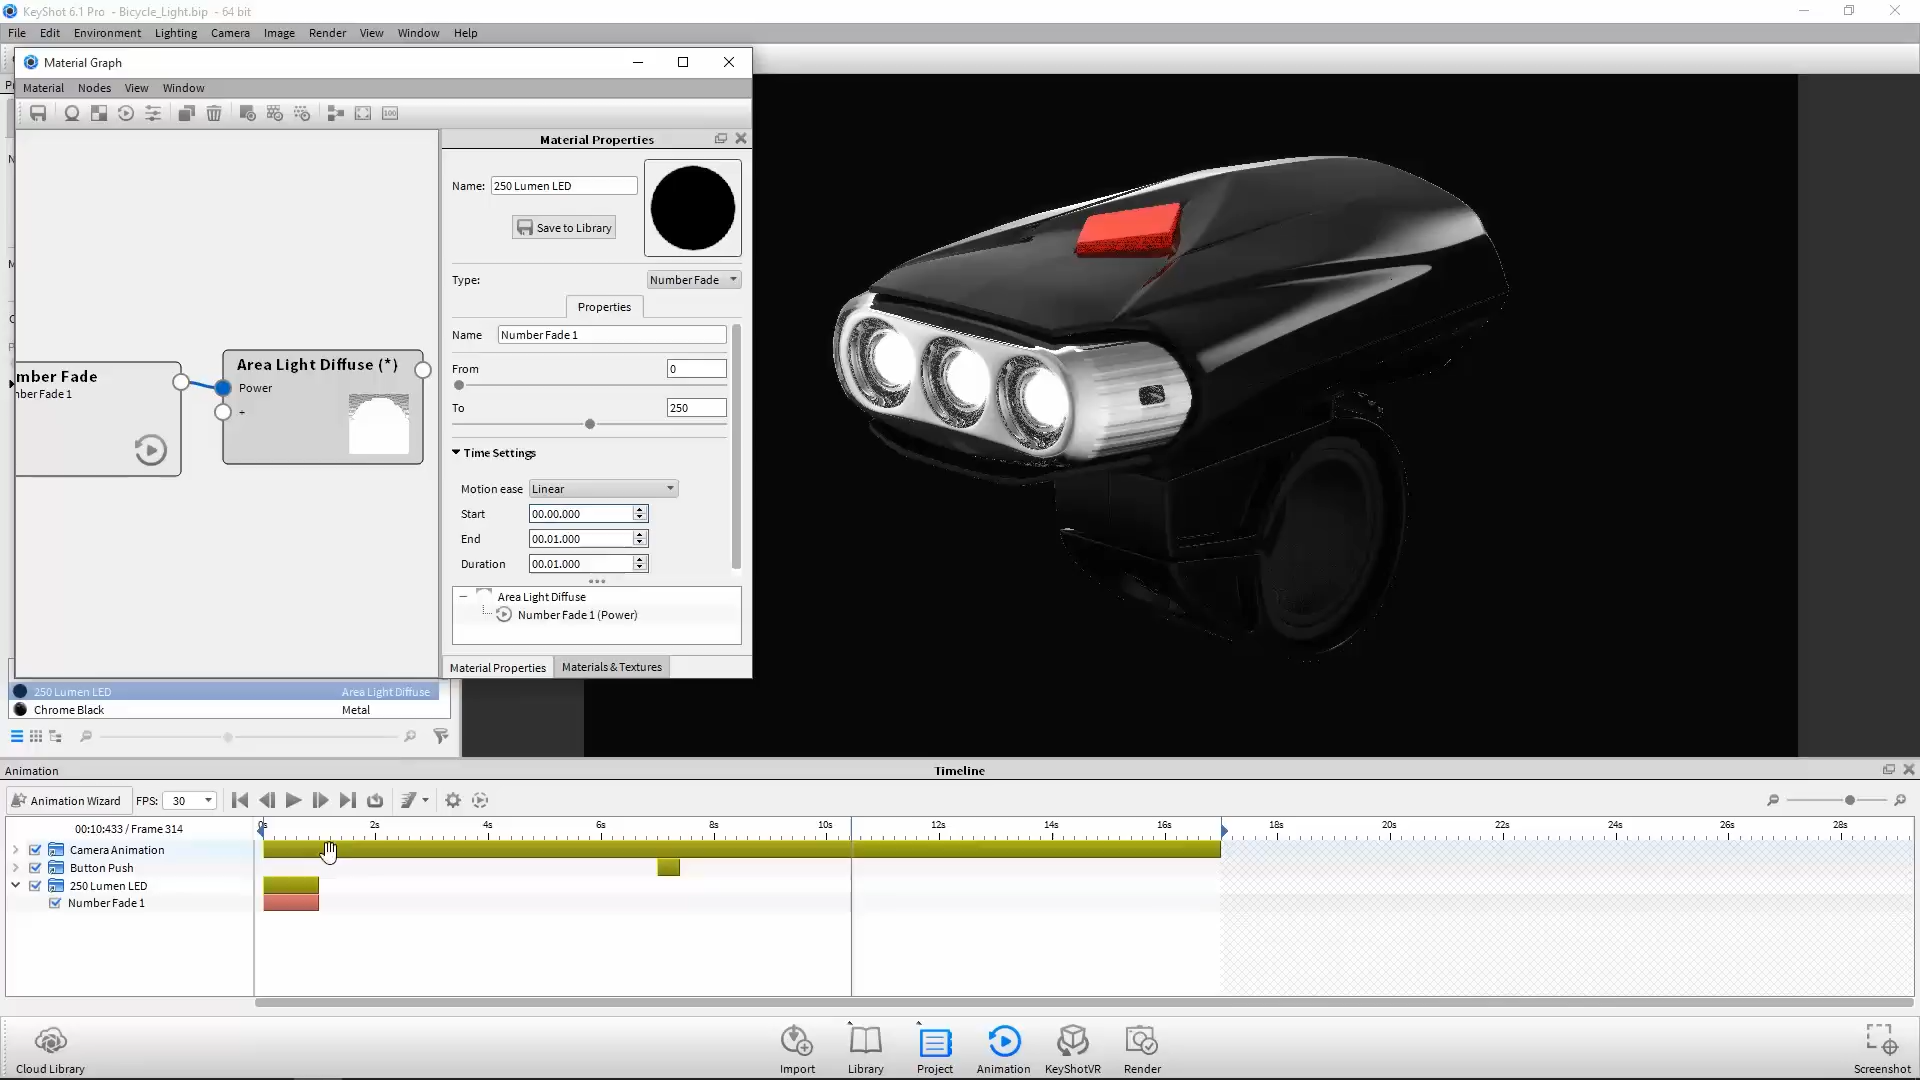 KeyShot 6.1 Pro - Bicycle_Light.bip - 64 bit
File Edit Environment Lighting Camera Image Render View Window Help
Material Graph
Material Nodes View Window
100
Material Properties
Name: 250 Lumen LED
Save to Library
Type: Number Fade
Properties
Name Number Fade 1
From 0
To 250
Time Settings
Motion ease Linear
Start 00.00.000
End 00.01.000
Duration 00.01.000
Area Light Diffuse
Number Fade 1 (Power)
Material Properties Materials & Textures
mber Fade
nber Fade 1
Area Light Diffuse (*)
Power
+
250 Lumen LED Area Light Diffuse
Chrome Black Metal
Animation Timeline
Animation Wizard FPS: 30
00:10:433 / Frame 314
0s 2s 4s 6s 8s 10s 12s 14s 16s 18s 20s 22s 24s 26s 28s
Camera Animation
Button Push
250 Lumen LED
Number Fade 1
Cloud Library Import Library Project Animation KeyShotVR Render Screenshot